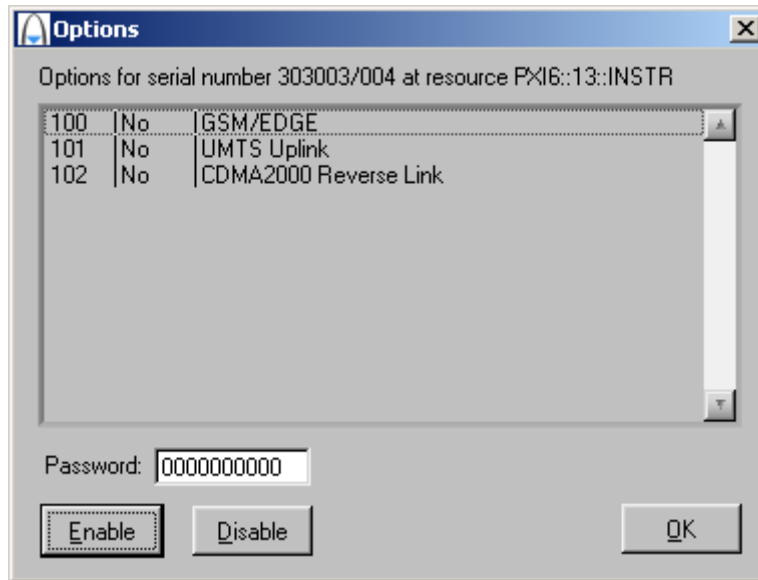 Options
Options for serial number 303003/004 at resource PXI6::13::INSTR
100 |No |GSM/EDGE
101 |No |UMTS Uplink
102 |No |CDMA2000 Reverse Link
Password: 0000000000
Enable Disable OK